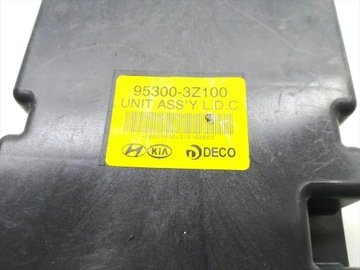 95300-3Z100
UNIT ASS'Y L.D.C
KIA DECO